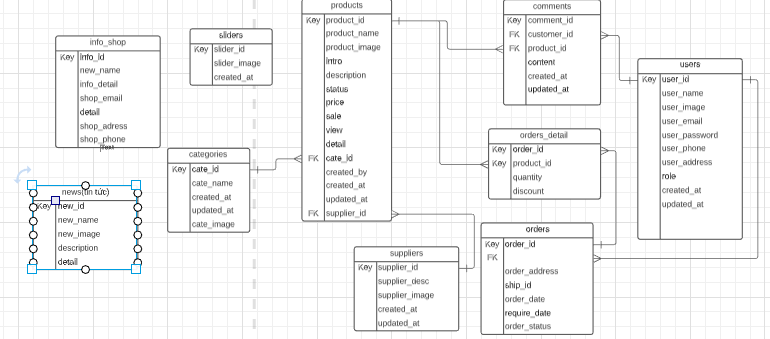 info_shop
Key info_id
new_name
info_detail
shop_email
detail
shop_adress
shop_phone
Text
news(tin tức)
Key new_id
new_name
new_image
description
detail
sliders
Key slider_id
slider_image
created_at
categories
Key cate_id
cate_name
created_at
updated_at
cate_image
products
Key product_id
product_name
product_image
Intro
description
status
price
sale
view
detail
FK cate_id
created_by
created_at
updated_at
FK supplier_id
suppliers
Key supplier_id
supplier_desc
supplier_image
created_at
updated_at
comments
Key comment_id
FK customer_id
FK product_id
content
created_at
updated_at
orders_detail
Key order_id
Key product_id
quantity
discount
orders
Key order_id
FK
order_address
ship_id
order_date
require_date
order_status
users
Key user_id
user_name
user_image
user_email
user_password
user_phone
user_address
role
created_at
updated_at